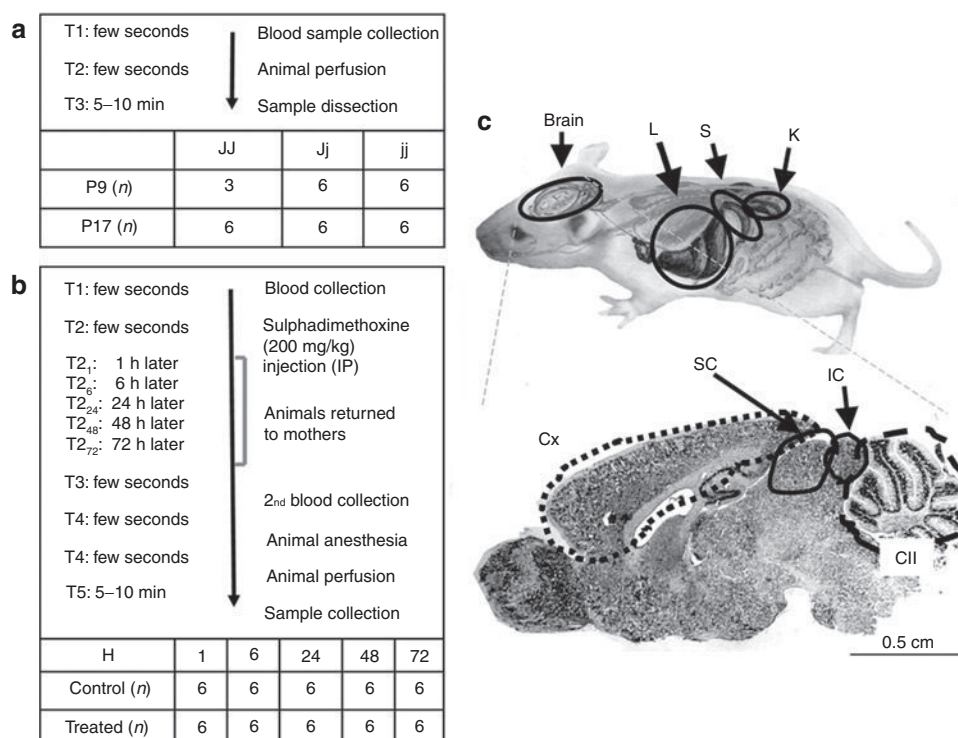 a
T1: few seconds Blood sample collection
T2: few seconds Animal perfusion
T3: 5–10 min Sample dissection
JJ Jj jj
P9 (n) 3 6 6
P17 (n) 6 6 6
b
T1: few seconds Blood collection
T2: few seconds Sulphadimethoxine
(200 mg/kg)
injection (IP)
T2₁: 1 h later
T2₆: 6 h later
T2₂₄: 24 h later
T2₄₈: 48 h later
T2₇₂: 72 h later
Animals returned
to mothers
T3: few seconds 2nd blood collection
T4: few seconds Animal anesthesia
T4: few seconds Animal perfusion
T5: 5–10 min Sample collection
H 1 6 24 48 72
Control (n) 6 6 6 6 6
Treated (n) 6 6 6 6 6
c
Brain L S K
SC IC
Cx
CII
0.5 cm